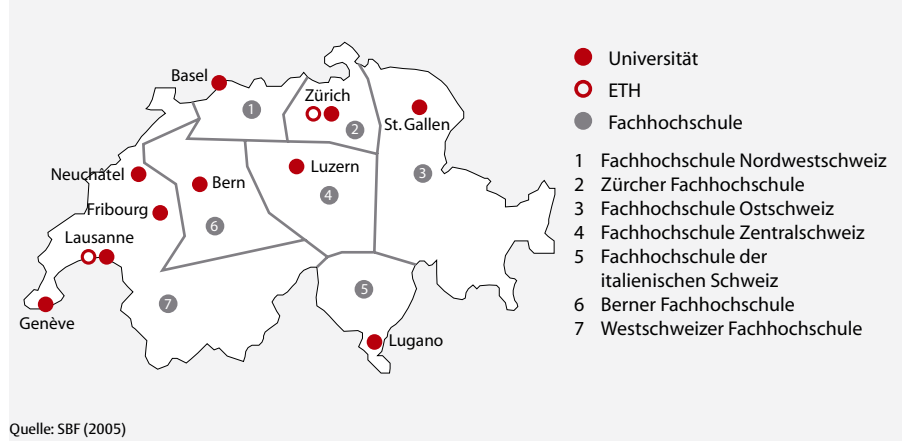 Basel
Zürich
St. Gallen
Neuchâtel
Bern
Luzern
Fribourg
Lausanne
Genève
Lugano
1
2
3
4
5
6
7
Universität
ETH
Fachhochschule
1 Fachhochschule Nordwestschweiz
2 Zürcher Fachhochschule
3 Fachhochschule Ostschweiz
4 Fachhochschule Zentralschweiz
5 Fachhochschule der
italienischen Schweiz
6 Berner Fachhochschule
7 Westschweizer Fachhochschule
Quelle: SBF (2005)